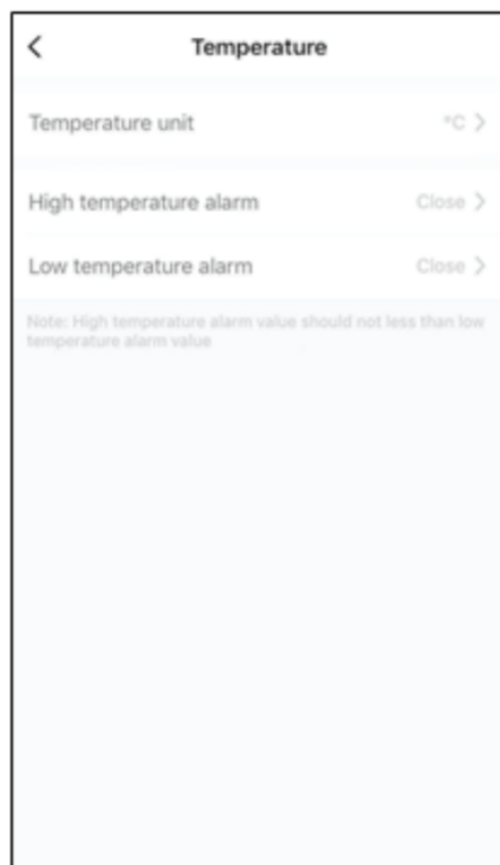 Temperature
Temperature unit °C
High temperature alarm Close
Low temperature alarm Close
Note: High temperature alarm value should not less than low
temperature alarm value